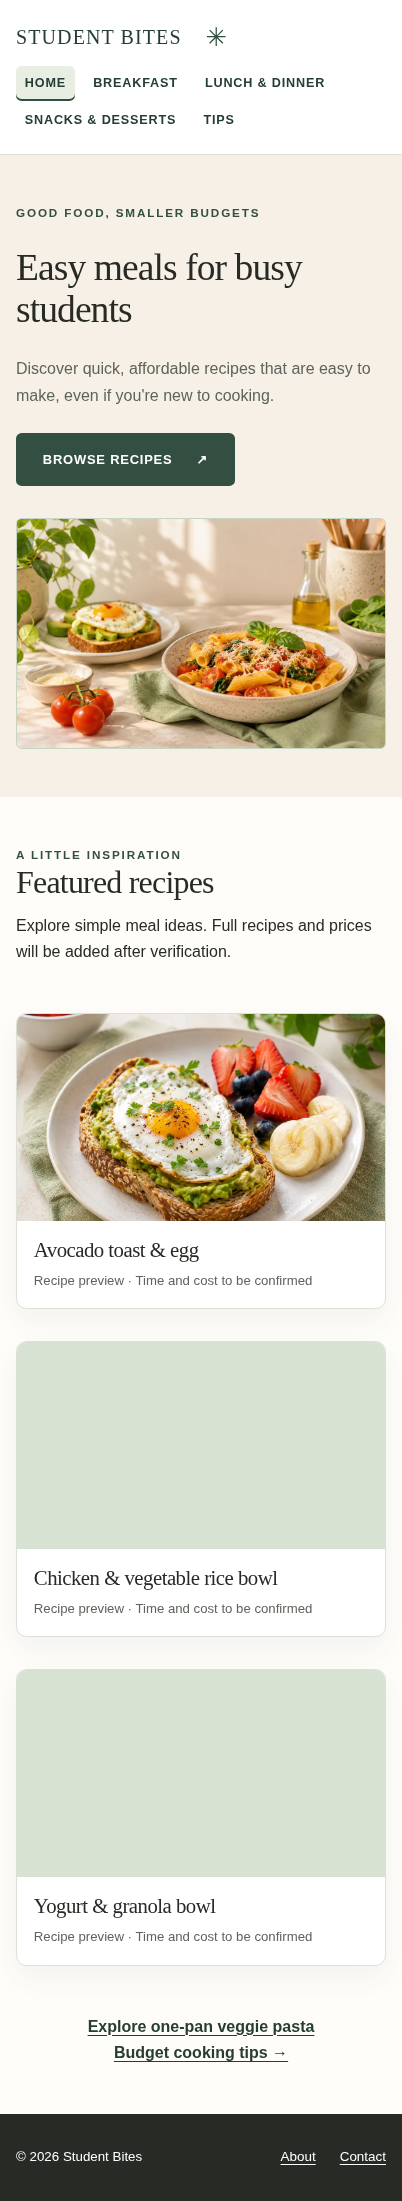 STUDENT BITES ✳
HOME BREAKFAST LUNCH & DINNER
SNACKS & DESSERTS TIPS
GOOD FOOD, SMALLER BUDGETS
Easy meals for busy
students
Discover quick, affordable recipes that are easy to
make, even if you're new to cooking.
BROWSE RECIPES ↗
A LITTLE INSPIRATION
Featured recipes
Explore simple meal ideas. Full recipes and prices
will be added after verification.
Avocado toast & egg
Recipe preview · Time and cost to be confirmed
Chicken & vegetable rice bowl
Recipe preview · Time and cost to be confirmed
Yogurt & granola bowl
Recipe preview · Time and cost to be confirmed
Explore one-pan veggie pasta
Budget cooking tips →
© 2026 Student Bites About Contact